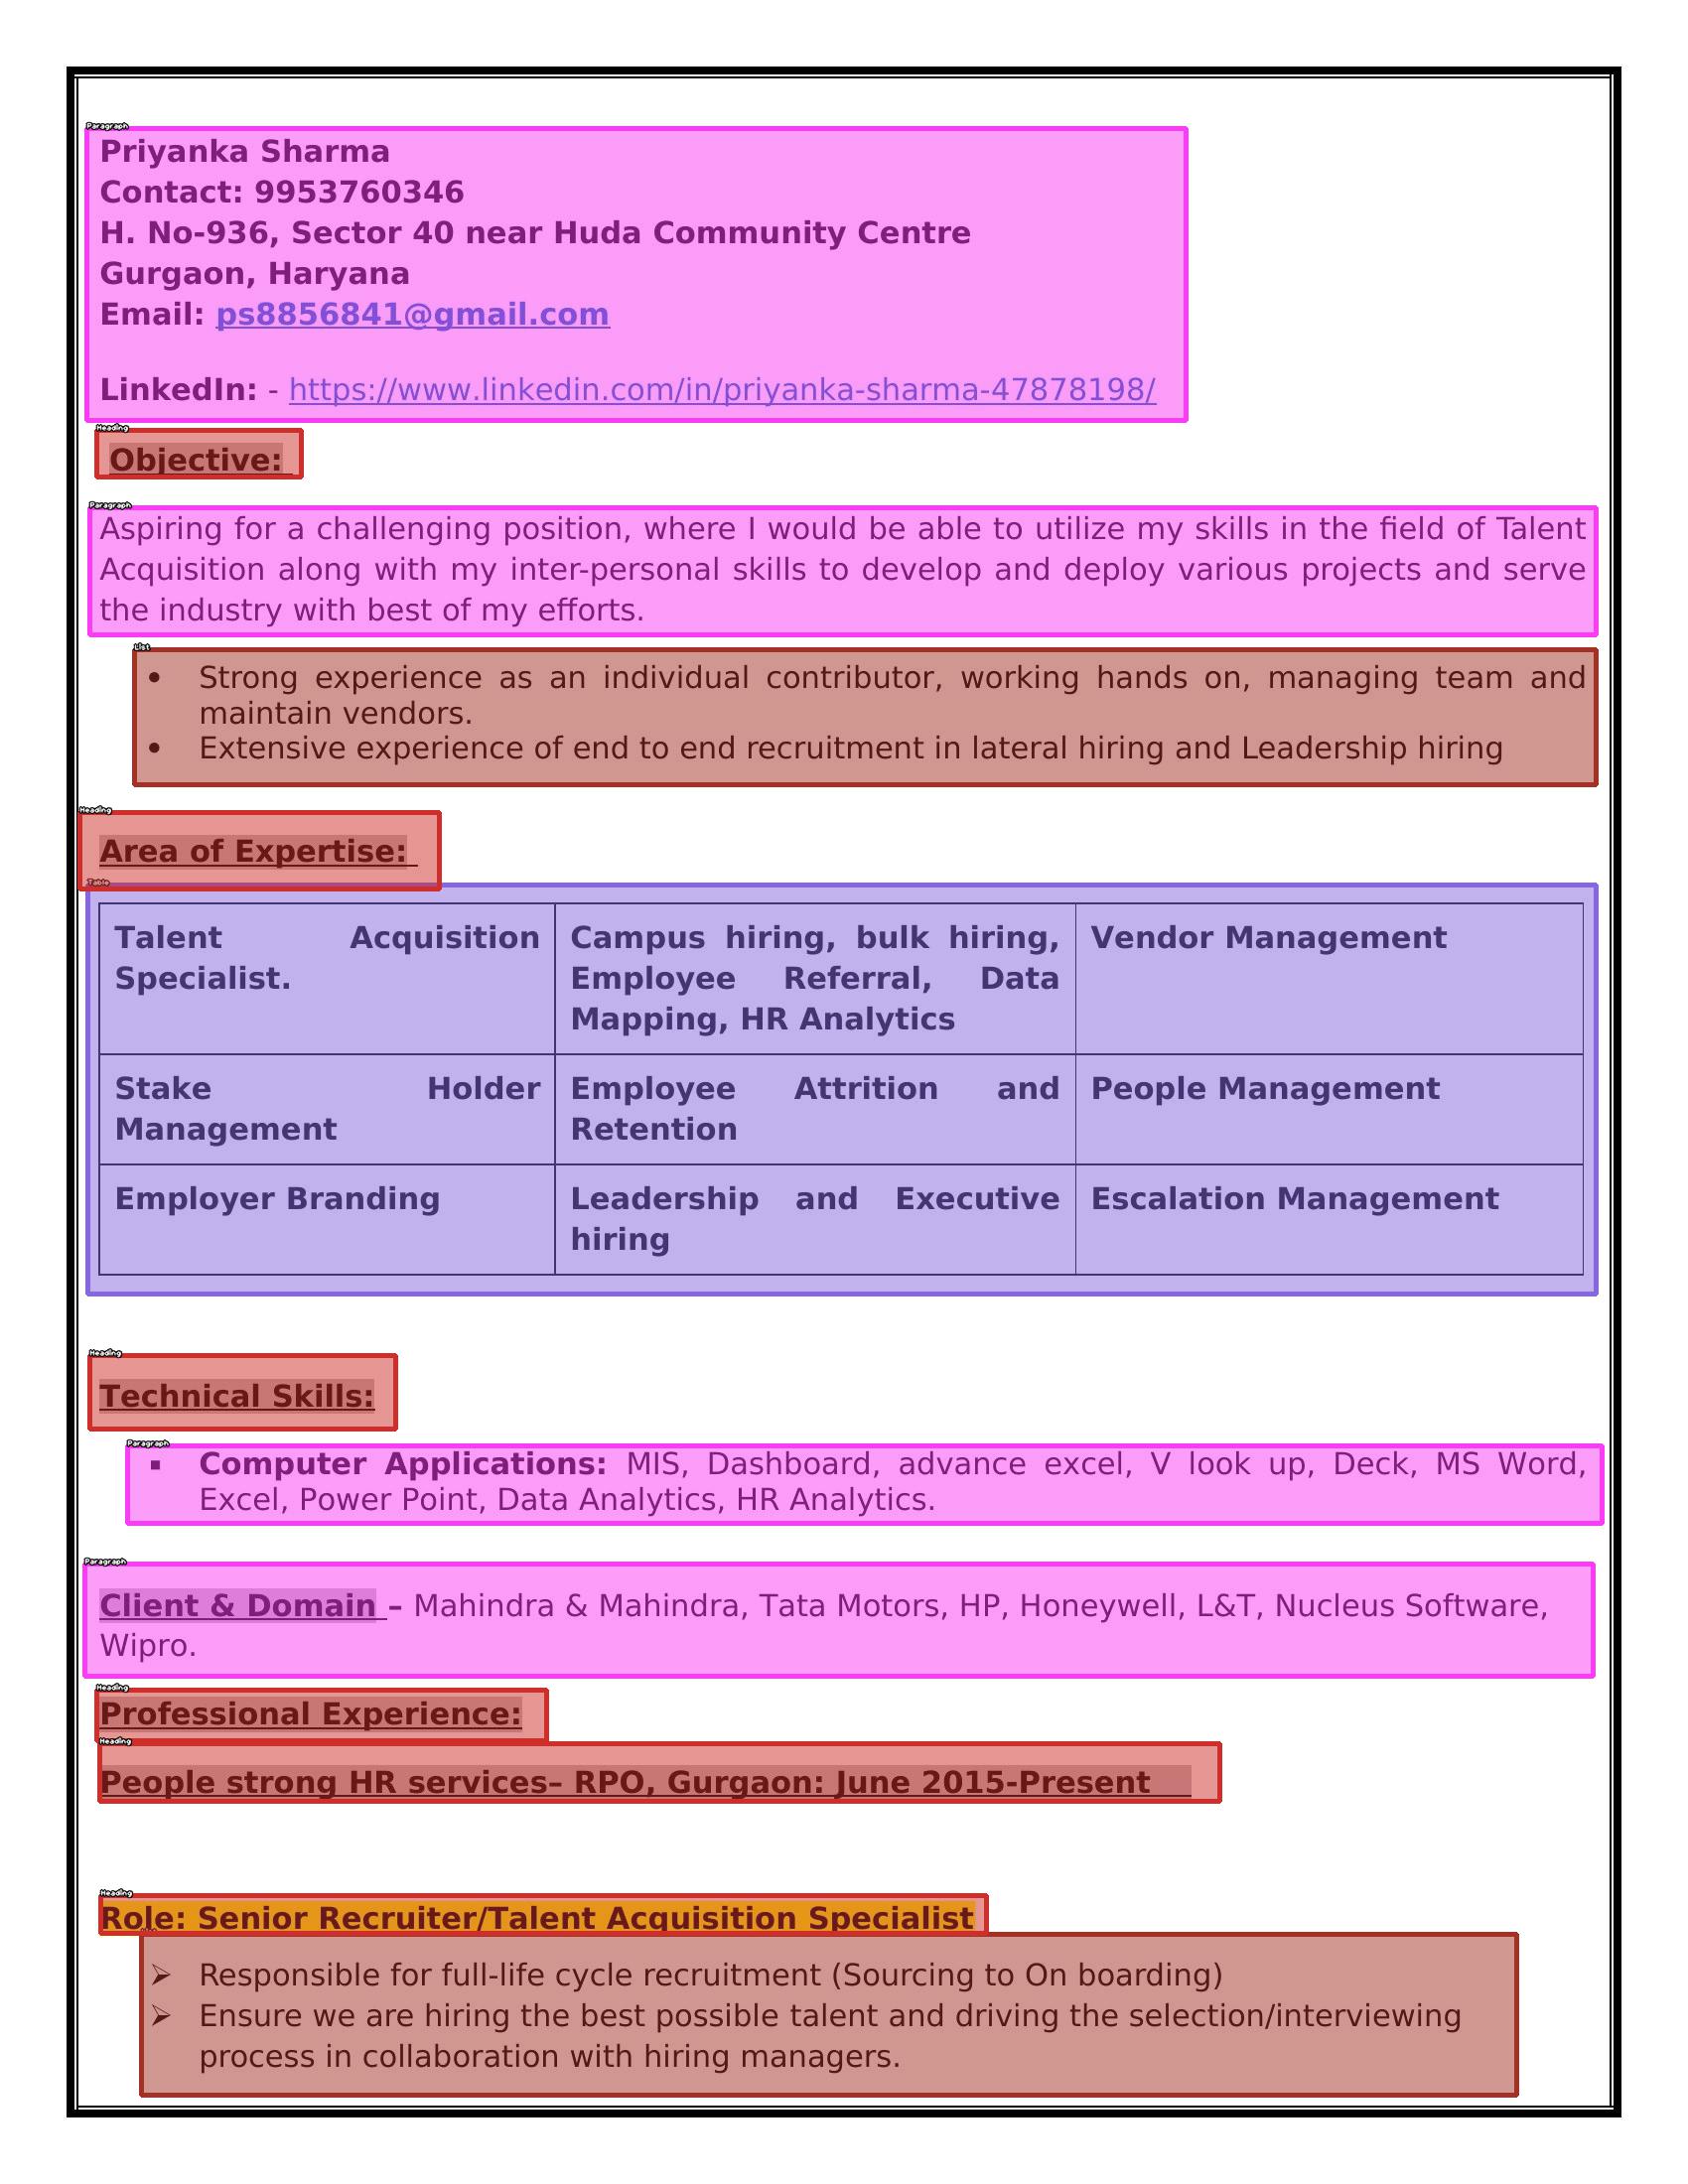 Paragraph
Priyanka Sharma
Contact: 9953760346
H. No-936, Sector 40 near Huda Community Centre
Gurgaon, Haryana
Email: ps8856841@gmail.com
LinkedIn: - https://www.linkedin.com/in/priyanka-sharma-47878198/
Heading
Objective:
Paragraph
Aspiring for a challenging position, where I would be able to utilize my skills in the field of Talent
Acquisition along with my inter-personal skills to develop and deploy various projects and serve
the industry with best of my efforts.
List
• Strong experience as an individual contributor, working hands on, managing team and
maintain vendors.
• Extensive experience of end to end recruitment in lateral hiring and Leadership hiring
Heading
Area of Expertise:
Table
Talent Acquisition
Specialist.
Campus hiring, bulk hiring,
Employee Referral, Data
Mapping, HR Analytics
Vendor Management
Stake Holder
Management
Employee Attrition and
Retention
People Management
Employer Branding
Leadership and Executive
hiring
Escalation Management
Heading
Technical Skills:
Paragraph
▪ Computer Applications: MIS, Dashboard, advance excel, V look up, Deck, MS Word,
Excel, Power Point, Data Analytics, HR Analytics.
Paragraph
Client & Domain – Mahindra & Mahindra, Tata Motors, HP, Honeywell, L&T, Nucleus Software,
Wipro.
Heading
Professional Experience:
Heading
People strong HR services– RPO, Gurgaon: June 2015-Present
Heading
Role: Senior Recruiter/Talent Acquisition Specialist
➢ Responsible for full-life cycle recruitment (Sourcing to On boarding)
➢ Ensure we are hiring the best possible talent and driving the selection/interviewing
process in collaboration with hiring managers.